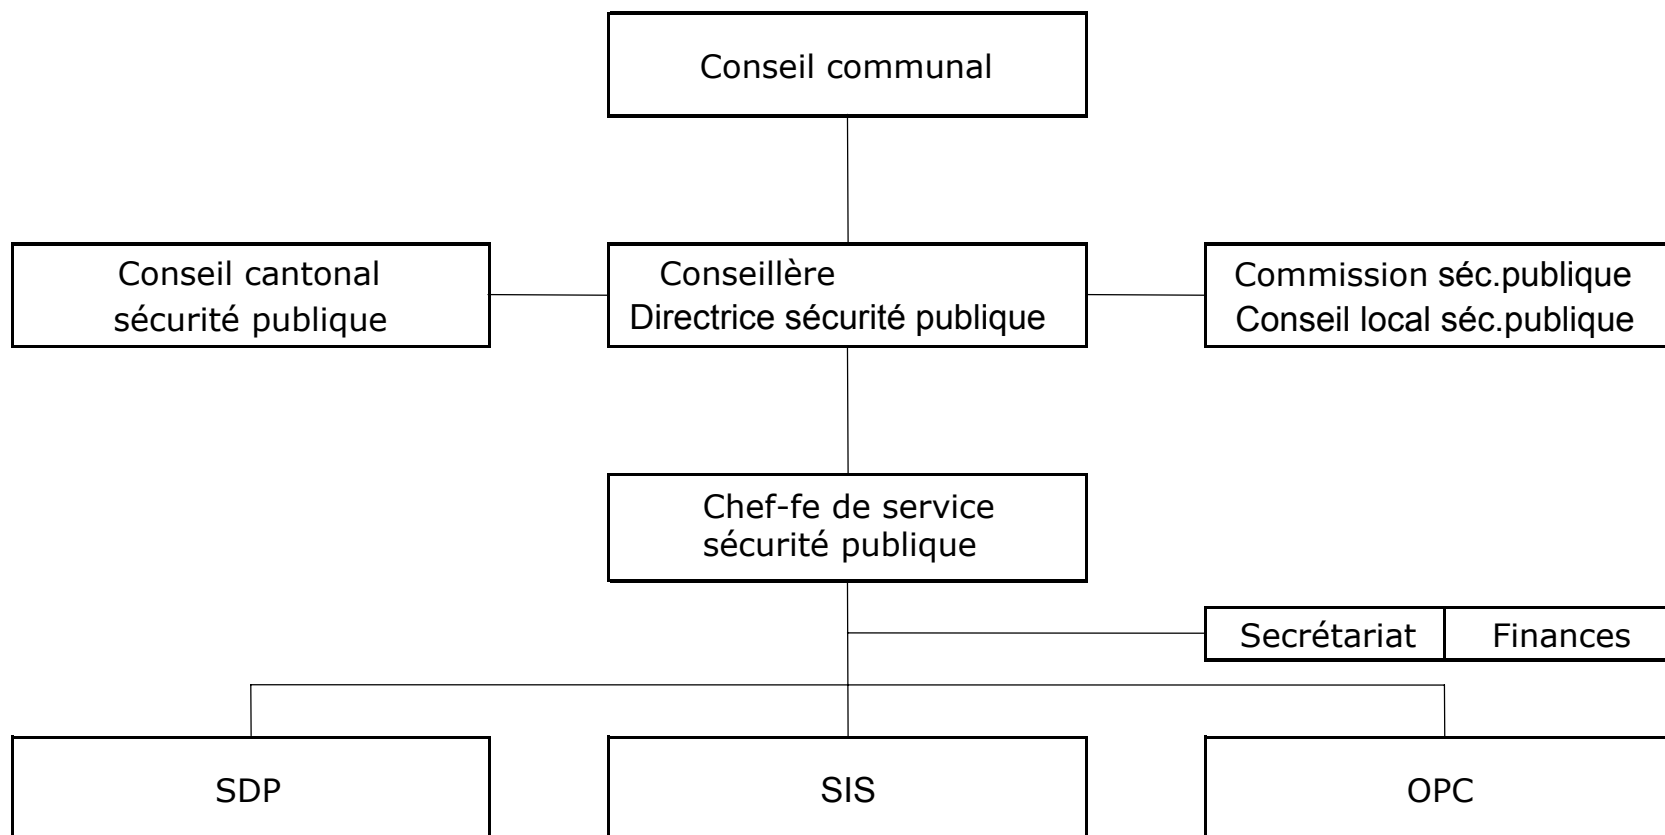 Conseil communal
Conseil cantonal
sécurité publique
Conseillère
Directrice sécurité publique
Commission séc.publique
Conseil local séc.publique
Chef-fe de service
sécurité publique
Secrétariat
Finances
SDP
SIS
OPC